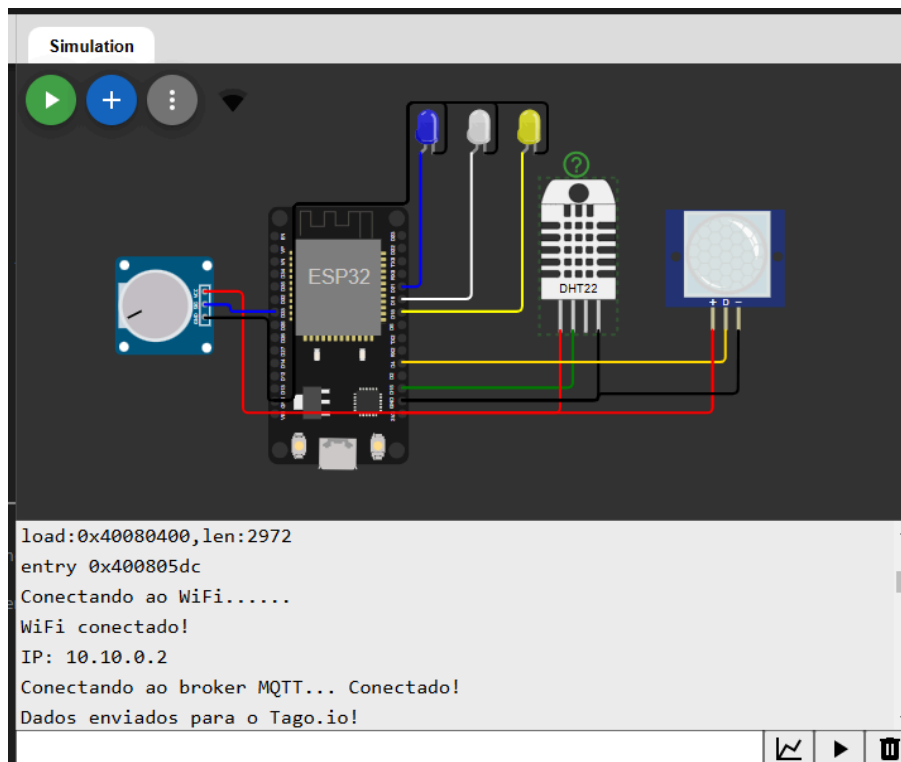 Simulation
ESP32
DHT22
+ D -
load:0x40080400,len:2972
entry 0x400805dc
Conectando ao WiFi......
WiFi conectado!
IP: 10.10.0.2
Conectando ao broker MQTT... Conectado!
Dados enviados para o Tago.io!